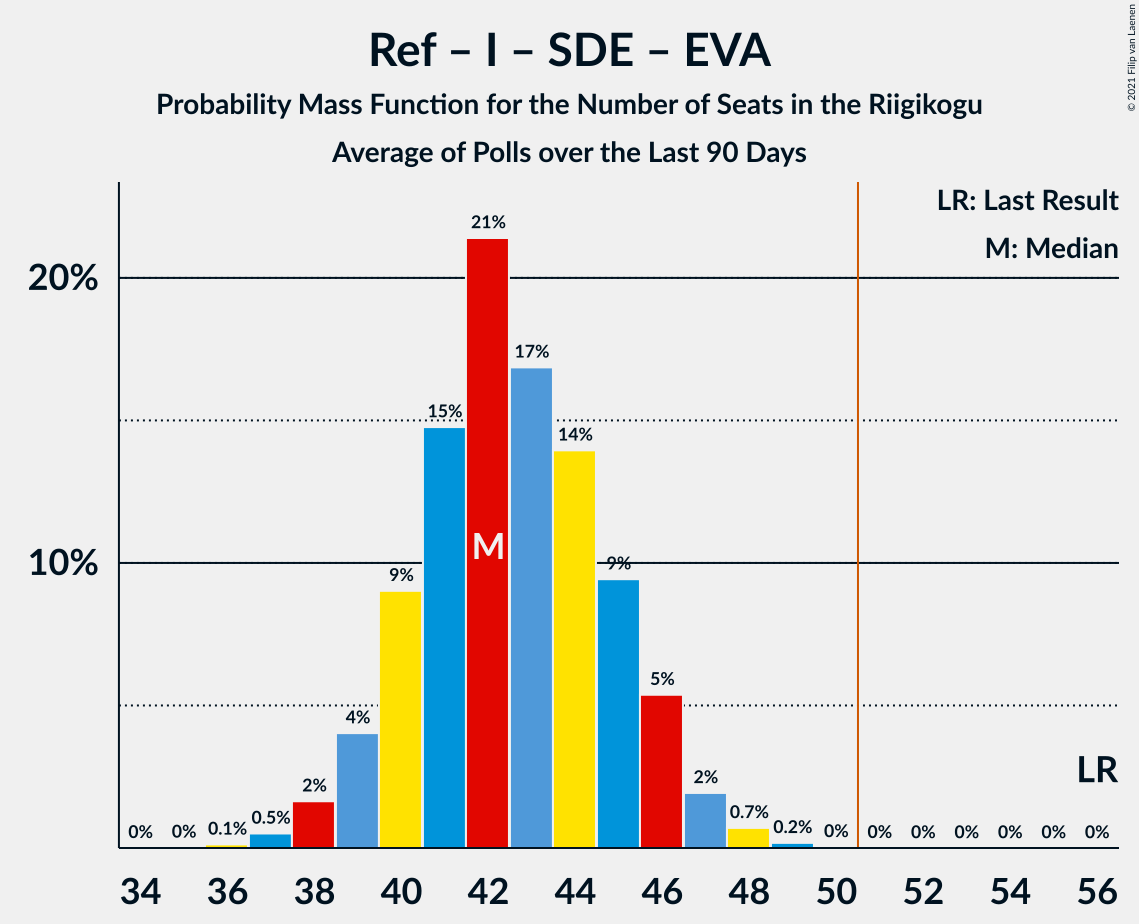 Ref – I – SDE – EVA
Probability Mass Function for the Number of Seats in the Riigikogu
Average of Polls over the Last 90 Days
© 2021 Filip van Laenen
LR: Last Result
M: Median
20%
10%
0%
0%
0.1%
0.5%
2%
4%
9%
15%
21%
17%
14%
9%
5%
2%
0.7%
0.2%
0%
0%
0%
0%
0%
0%
0%
M
LR
34 36 38 40 42 44 46 48 50 52 54 56